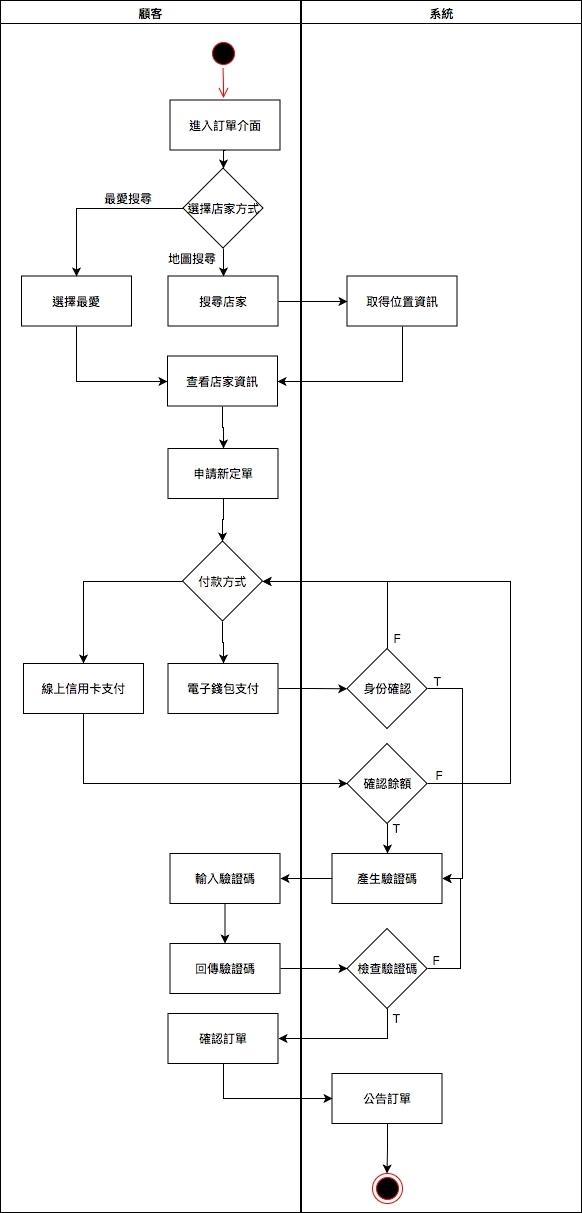 顧客
系統
進入訂單介面
選擇店家方式
最愛搜尋
地圖搜尋
選擇最愛
搜尋店家
取得位置資訊
查看店家資訊
申請新定單
付款方式
F
線上信用卡支付
電子錢包支付
身份確認
T
確認餘額
F
T
輸入驗證碼
產生驗證碼
回傳驗證碼
檢查驗證碼
F
T
確認訂單
公告訂單